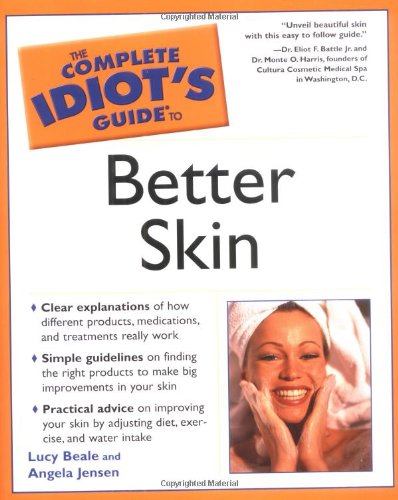 Copyrighted Material
THE
COMPLETE
IDIOT'S
GUIDE® TO
"Unveil beautiful skin
with this easy to follow guide."
—Dr. Eliot F. Battle Jr. and
Dr. Monte O. Harris, founders of
Cultura Cosmetic Medical Spa
in Washington, D.C.
Better
Skin
♦ Clear explanations of how
different products, medications,
and treatments really work
♦ Simple guidelines on finding
the right products to make big
improvements in your skin
♦ Practical advice on improving
your skin by adjusting diet, exer-
cise, and water intake
Lucy Beale and
Angela Jensen
Copyrighted Material